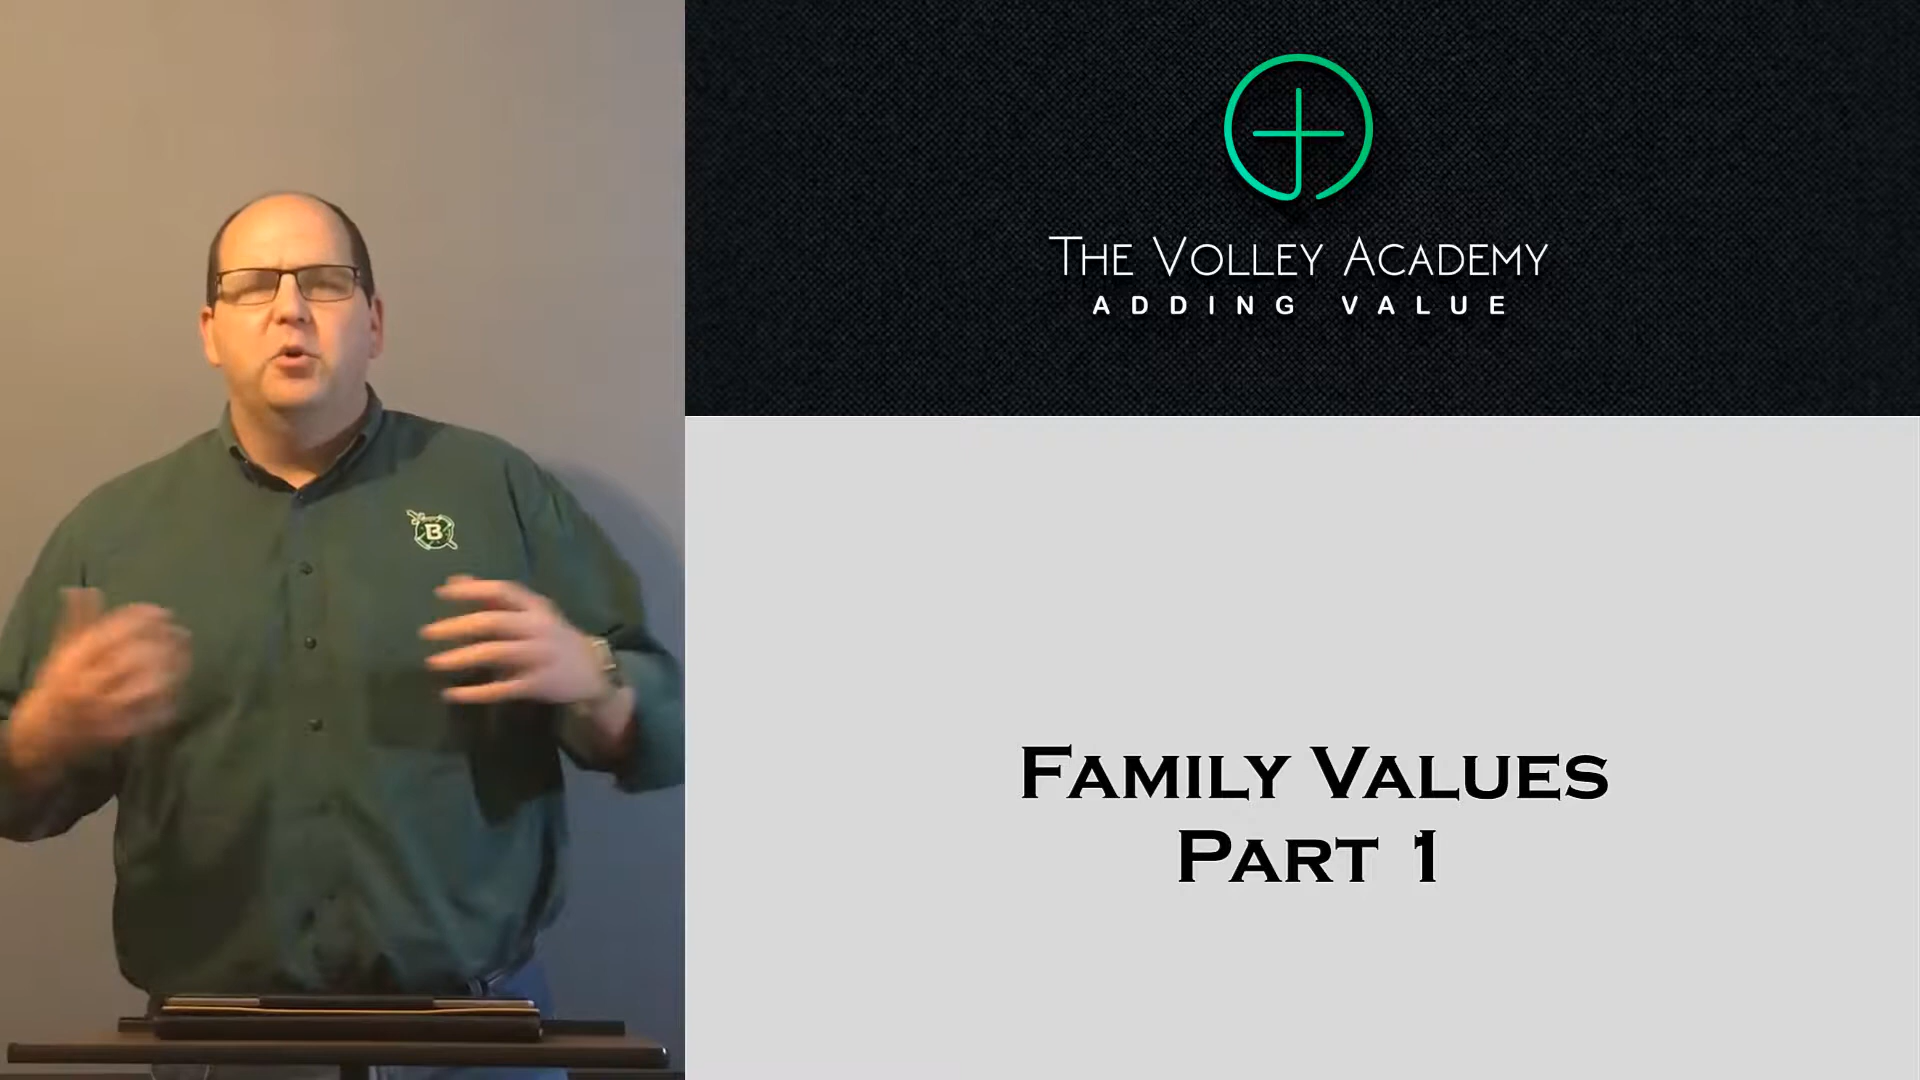 B
THE VOLLEY ACADEMY
ADDING VALUE
FAMILY VALUES
PART 1